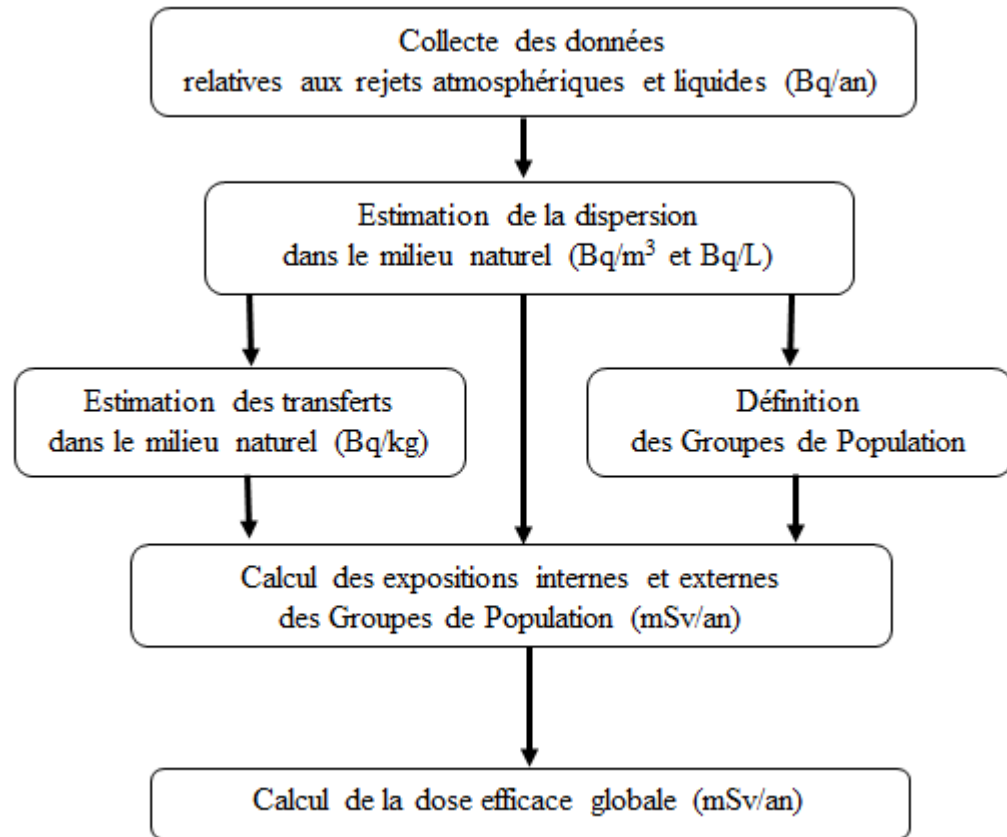 Collecte des données
relatives aux rejets atmosphériques et liquides (Bq/an)
Estimation de la dispersion
dans le milieu naturel (Bq/m³ et Bq/L)
Estimation des transferts
dans le milieu naturel (Bq/kg)
Définition
des Groupes de Population
Calcul des expositions internes et externes
des Groupes de Population (mSv/an)
Calcul de la dose efficace globale (mSv/an)